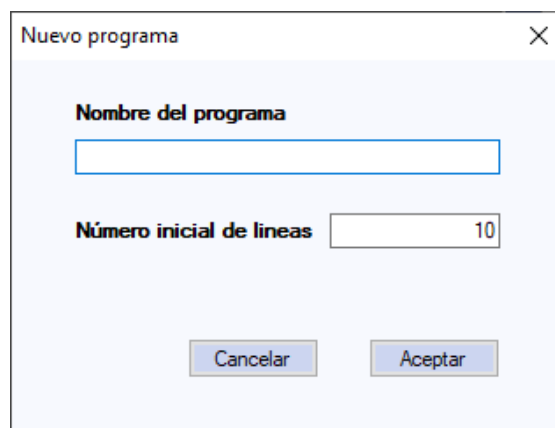 Nuevo programa
Nombre del programa
Número inicial de lineas 10
Cancelar Aceptar